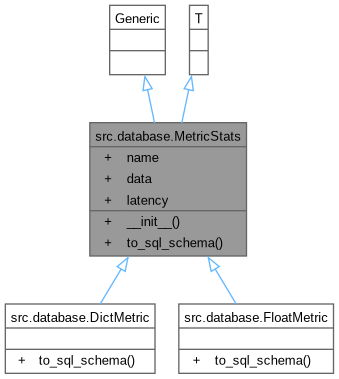 Generic
T
src.database.MetricStats
+ name
+ data
+ latency
+ __init__()
+ to_sql_schema()
src.database.DictMetric
+ to_sql_schema()
src.database.FloatMetric
+ to_sql_schema()